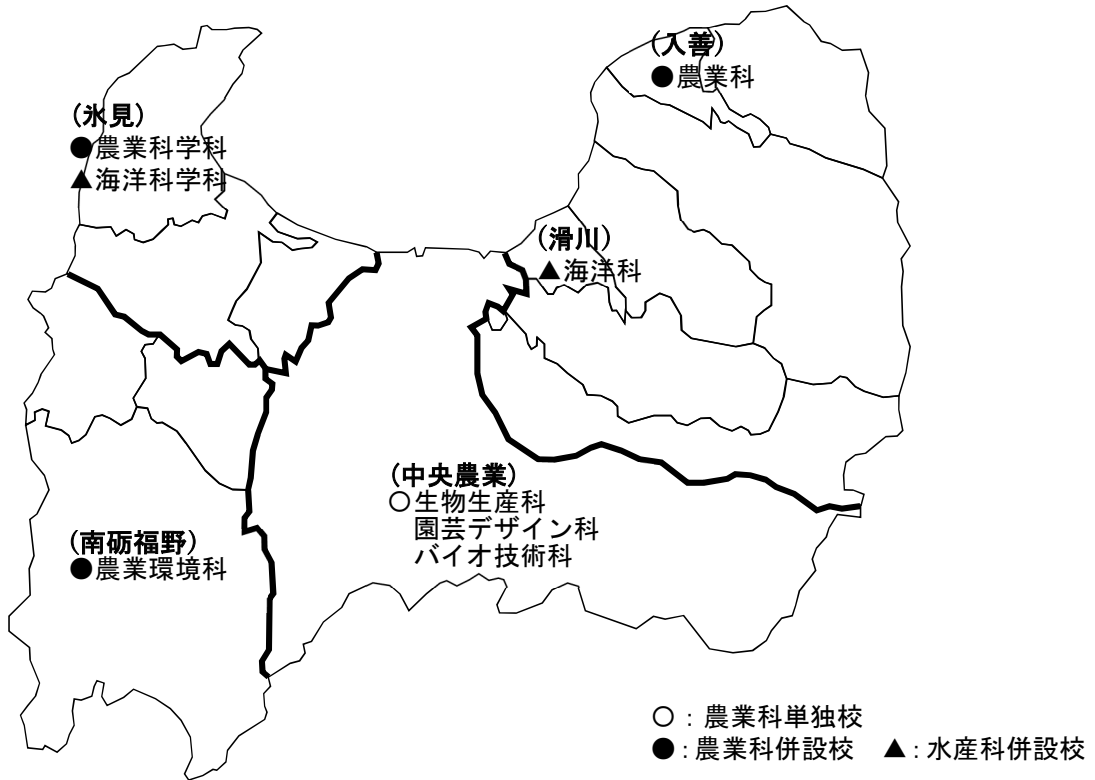 (入善)
●農業科
(氷見)
●農業科学科
▲海洋科学科
(滑川)
▲海洋科
(中央農業)
○生物生産科
園芸デザイン科
バイオ技術科
(南砺福野)
●農業環境科
○：農業科単独校
●：農業科併設校 ▲：水産科併設校